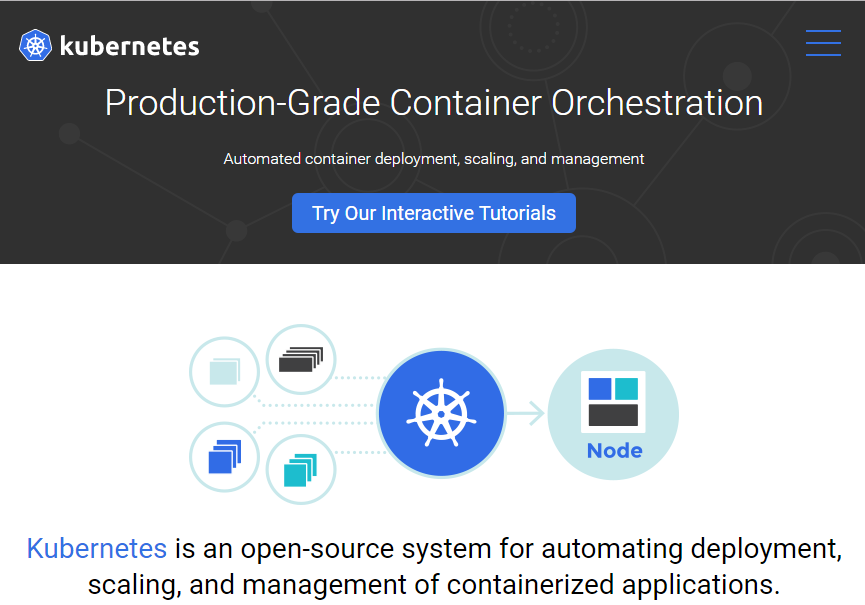 kubernetes
Production-Grade Container Orchestration
Automated container deployment, scaling, and management
Try Our Interactive Tutorials
Node
Kubernetes is an open-source system for automating deployment,
scaling, and management of containerized applications.